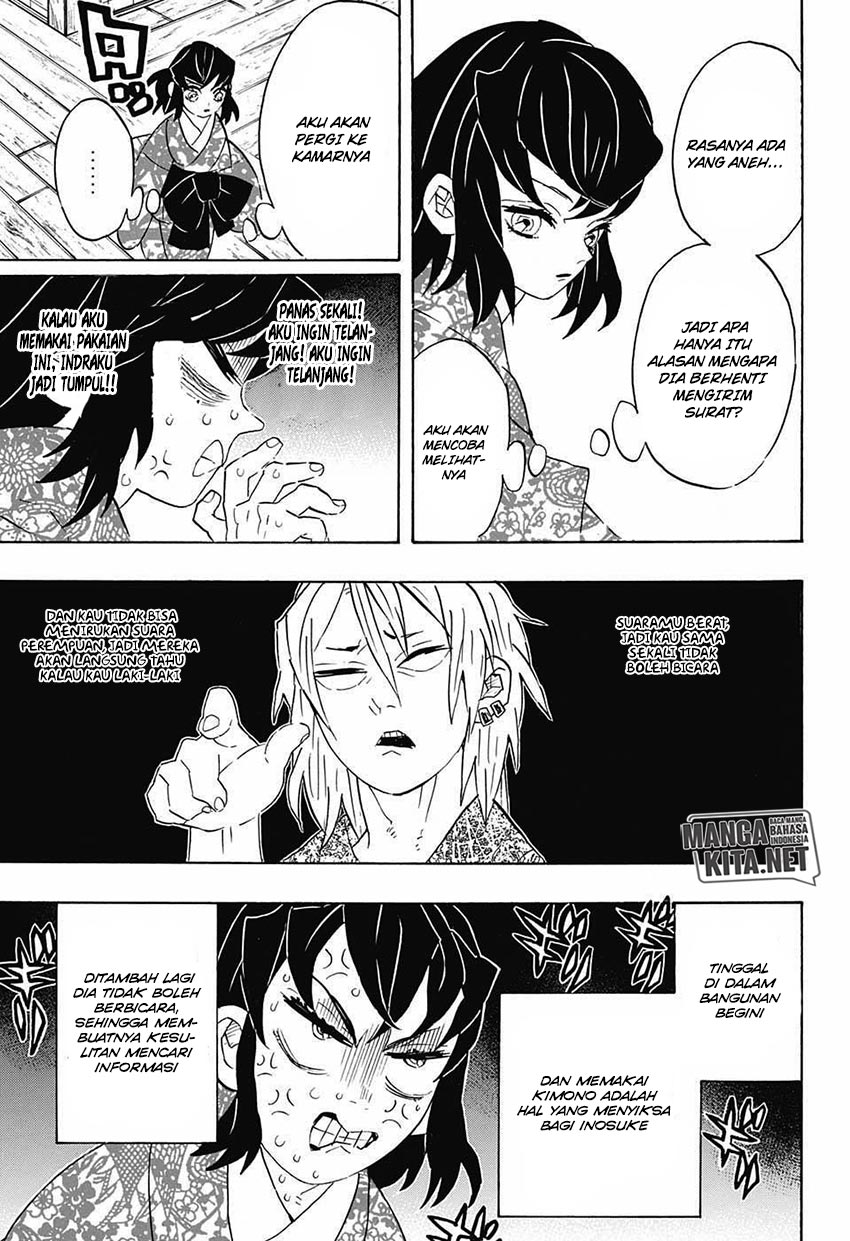 RASANYA ADA
YANG ANEH...
JADI APA
HANYA ITU
ALASAN MENGAPA
DIA BERHENTI
MENGIRIM
SURAT?
AKU AKAN
MENCOBA
MELIHAT-
NYA
AKU AKAN
PERGI KE
KAMARNYA
......
PANAS SEKALI!
AKU INGIN TELAN-
JANG! AKU INGIN
TELANJANG!
KALAU AKU
MEMAKAI PAKAIAN
INI, INDRAKU
JADI TUMPUL!!
SUARAMU BERAT,
JADI KAU SAMA
SEKALI TIDAK
BOLEH BICARA
DAN KAU TIDAK BISA
MENIRUKAN SUARA
PEREMPUAN, JADI MEREKA
AKAN LANGSUNG TAHU
KALAU KAU LAKI-LAKI
MANGA
KITA.NET
BACA MANGA
BAHASA
INDONESIA
TINGGAL
DI DALAM
BANGUNAN
BEGINI
DAN MEMAKAI
KIMONO ADALAH
HAL YANG MENYIKSA
BAGI INOSUKE
DITAMBAH LAGI
DIA TIDAK BOLEH
BERBICARA,
SEHINGGA MEM-
BUATNYA KESU-
LITAN MENCARI
INFORMASI